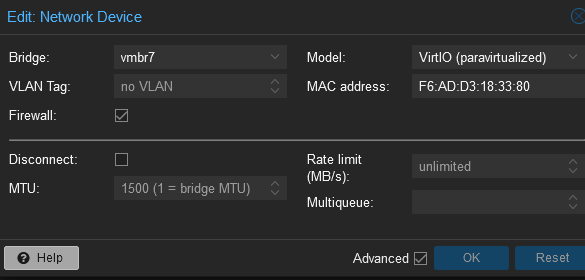 Edit: Network Device
Bridge: vmbr7 Model: VirtIO (paravirtualized)
VLAN Tag: no VLAN MAC address: F6:AD:D3:18:33:80
Firewall:
Disconnect: Rate limit (MB/s): unlimited
MTU: 1500 (1 = bridge MTU) Multiqueue:
Help Advanced OK Reset